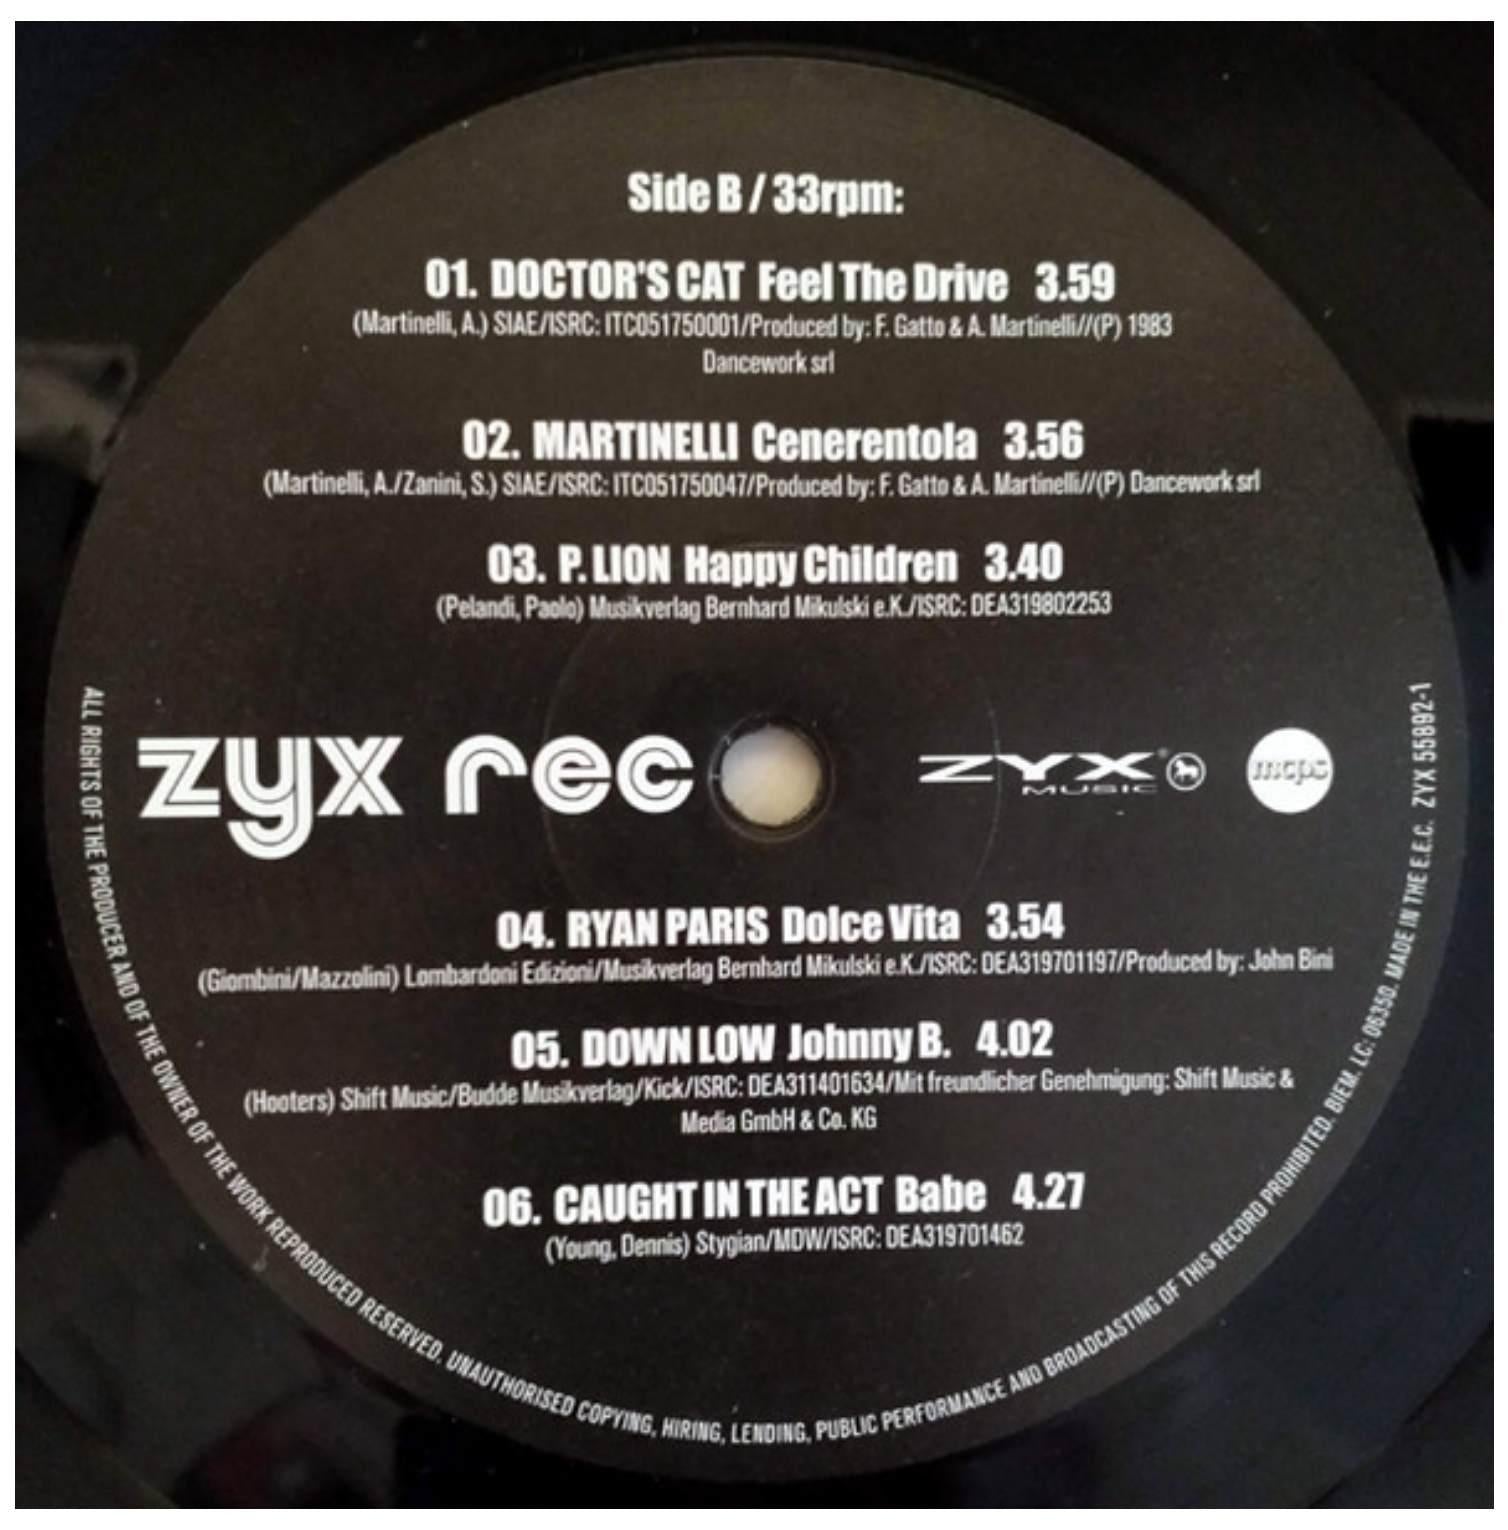 Side B / 33rpm:
01. DOCTOR'S CAT Feel The Drive 3.59
(Martinelli, A.) SIAE/ISRC: ITC051750001/Produced by: F. Gatto & A. Martinelli//(P) 1983
Dancework srl
02. MARTINELLI Cenerentola 3.56
(Martinelli, A./Zanini, S.) SIAE/ISRC: ITC051750047/Produced by: F. Gatto & A. Martinelli//(P) Dancework srl
03. P. LION Happy Children 3.40
(Pelandi, Paolo) Musikverlag Bernhard Mikulski e.K./ISRC: DEA319802253
zyx rec
ZYX®
MUSIC
mcps
04. RYAN PARIS Dolce Vita 3.54
(Giombini/Mazzolini) Lombardoni Edizioni/Musikverlag Bernhard Mikulski e.K./ISRC: DEA319701197/Produced by: John Bini
05. DOWN LOW Johnny B. 4.02
(Hooters) Shift Music/Budde Musikverlag/Kick/ISRC: DEA311401634/Mit freundlicher Genehmigung: Shift Music &
Media GmbH & Co. KG
06. CAUGHT IN THE ACT Babe 4.27
(Young, Dennis) Stygian/MDW/ISRC: DEA319701462
ALL RIGHTS OF THE PRODUCER AND OF THE OWNER OF THE WORK REPRODUCED RESERVED. UNAUTHORISED COPYING, HIRING, LENDING, PUBLIC PERFORMANCE AND BROADCASTING OF THIS RECORD PROHIBITED. BIEM. LC: 06350. MADE IN THE E.E.C. ZYX 55892-1